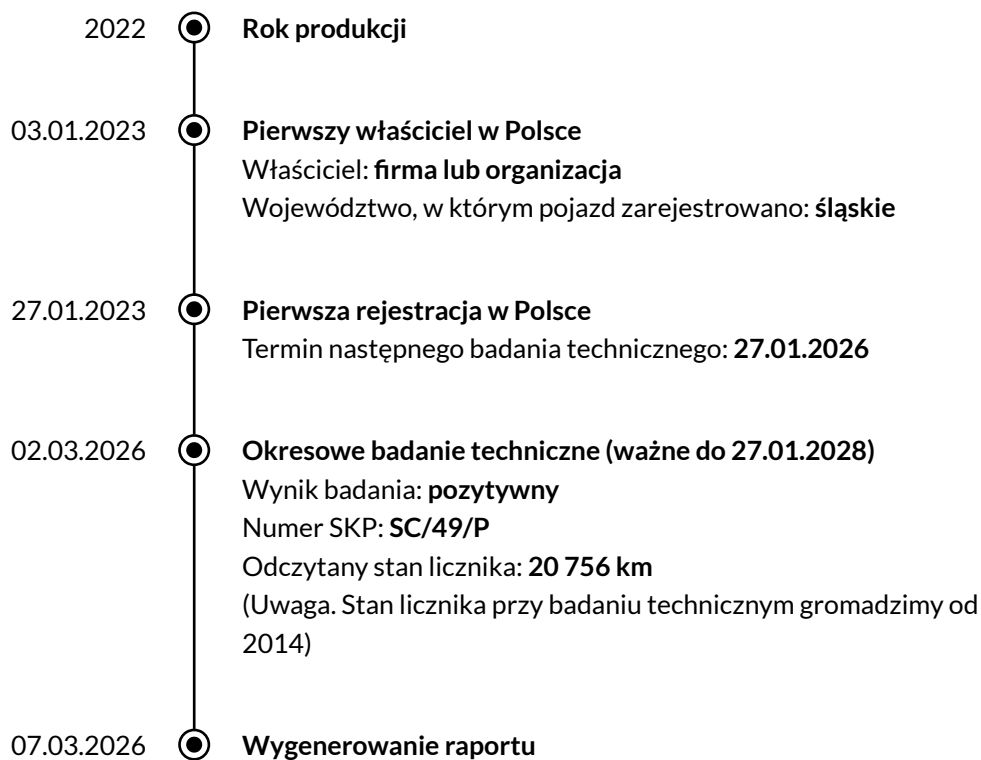 2022 Rok produkcji
03.01.2023 Pierwszy właściciel w Polsce
Właściciel: firma lub organizacja
Województwo, w którym pojazd zarejestrowano: śląskie
27.01.2023 Pierwsza rejestracja w Polsce
Termin następnego badania technicznego: 27.01.2026
02.03.2026 Okresowe badanie techniczne (ważne do 27.01.2028)
Wynik badania: pozytywny
Numer SKP: SC/49/P
Odczytany stan licznika: 20 756 km
(Uwaga. Stan licznika przy badaniu technicznym gromadzimy od
2014)
07.03.2026 Wygenerowanie raportu